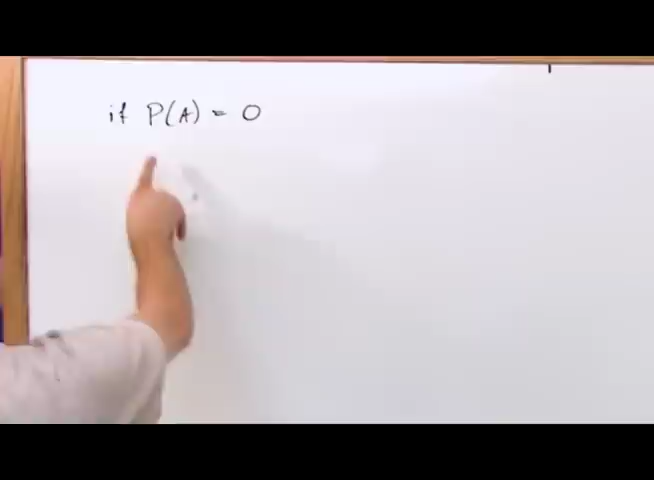 if P(A) = 0